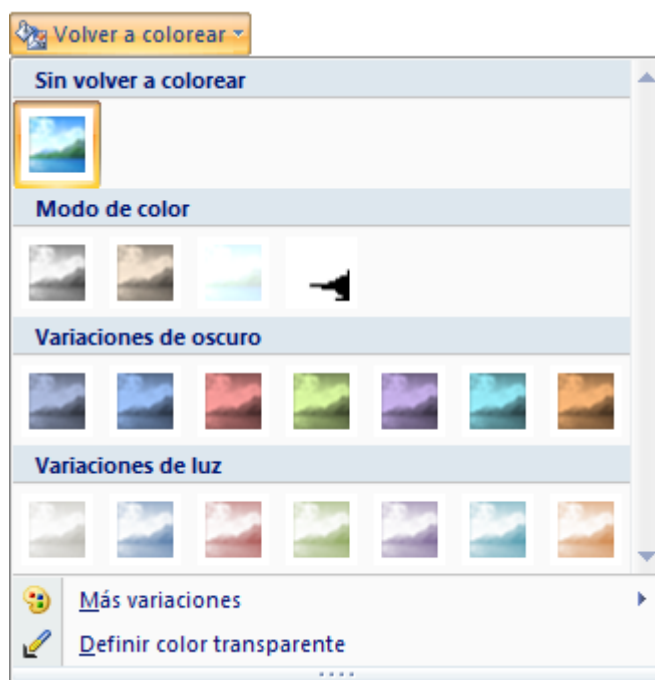 Volver a colorear
Sin volver a colorear
Modo de color
Variaciones de oscuro
Variaciones de luz
Más variaciones
Definir color transparente